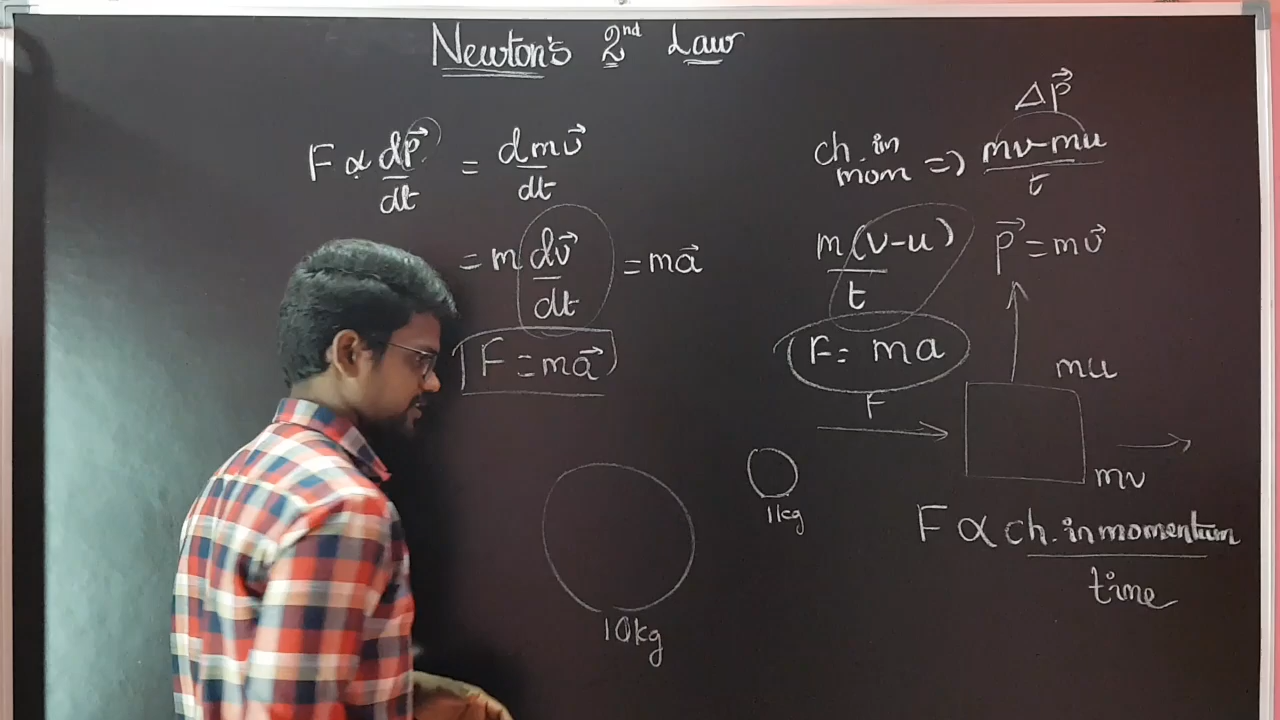 Newton's 2nd Law
F ∝ dp⃗/dt = dmv⃗/dt
= m dv⃗/dt = ma⃗
F = ma⃗
10kg
1kg
Δp⃗
ch. in mom => mv-mu/t
m(v-u)/t
p⃗ = mv⃗
F = ma
F
mu
mv
F ∝ ch. in momentum/time